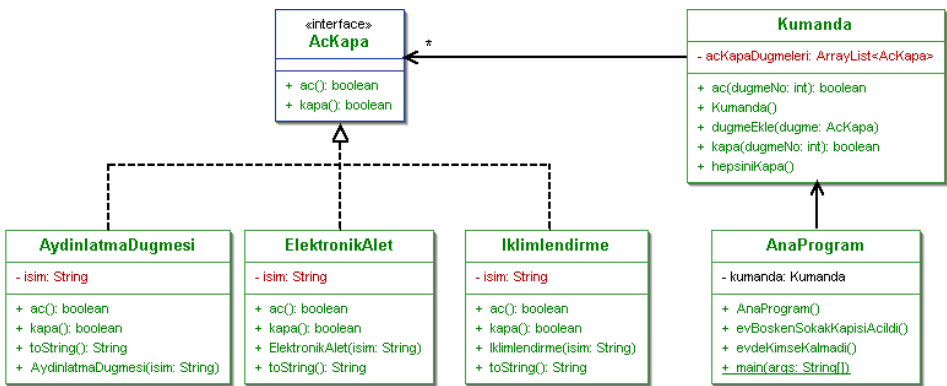 «interface»
AcKapa
+ ac(): boolean
+ kapa(): boolean
*
Kumanda
- acKapaDugmeleri: ArrayList<AcKapa>
+ ac(dugmeNo: int): boolean
+ Kumanda()
+ dugmeEkle(dugme: AcKapa)
+ kapa(dugmeNo: int): boolean
+ hepsiniKapa()
AydinlatmaDugmesi
- isim: String
+ ac(): boolean
+ kapa(): boolean
+ toString(): String
+ AydinlatmaDugmesi(isim: String)
ElektronikAlet
- isim: String
+ ac(): boolean
+ kapa(): boolean
+ ElektronikAlet(isim: String)
+ toString(): String
Iklimlendirme
- isim: String
+ ac(): boolean
+ kapa(): boolean
+ Iklimlendirme(isim: String)
+ toString(): String
AnaProgram
- kumanda: Kumanda
+ AnaProgram()
+ evBoskenSokakKapisiAcildi()
+ evdeKimseKalmadi()
+ main(args: String[])